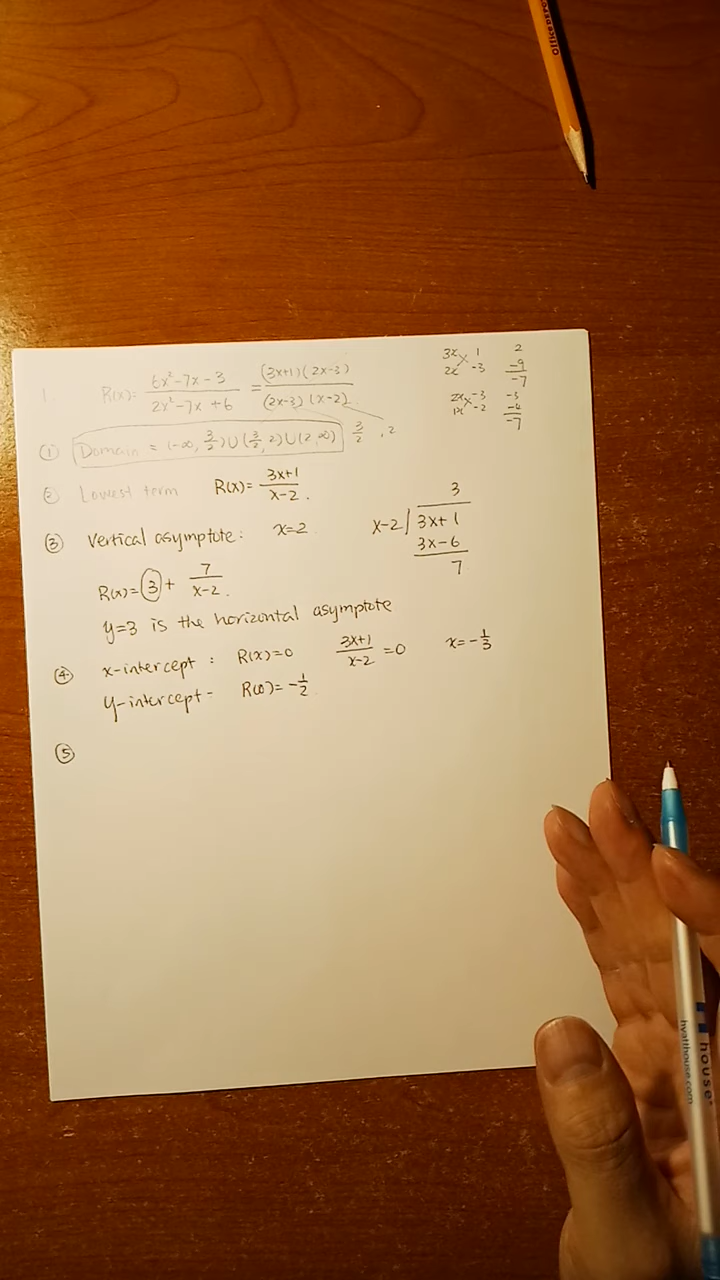 1. R(x)= 6x²-7x-3 / 2x²-7x+6 = (3x+1)(2x-3) / (2x-3)(x-2)
3x 1 2
2x -3 -9
-7
2x -3 -3
1x -2 -4
-7
① Domain = (-∞, 3/2)∪(3/2, 2)∪(2,∞) 3/2 , 2
② Lowest term R(x)= 3x+1 / x-2 .
③ Vertical asymptote: x=2
3
x-2 3x+1
3x-6
7
R(x)= 3 + 7 / x-2 .
y=3 is the horizontal asymptote
④ x-intercept : R(x)=0 3x+1 / x-2 =0 x=-1/3
y-intercept - R(0)= -1/2
⑤
house
hyatthouse.com